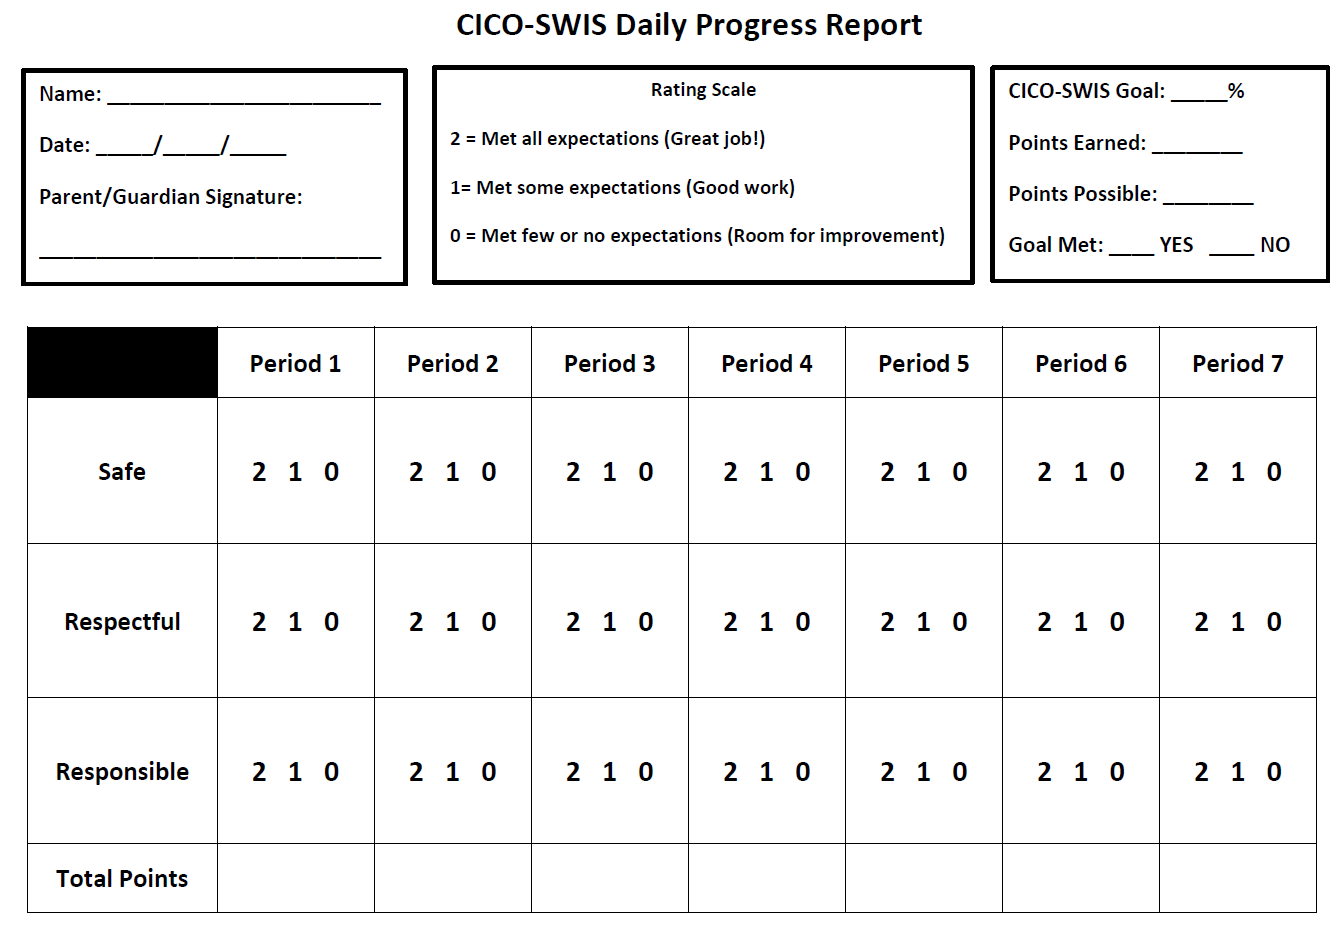 CICO-SWIS Daily Progress Report
Name: ________________________
Date: _____/_____/_____
Parent/Guardian Signature:
______________________________
Rating Scale
2 = Met all expectations (Great job!)
1= Met some expectations (Good work)
0 = Met few or no expectations (Room for improvement)
CICO-SWIS Goal: _____%
Points Earned: ________
Points Possible: ________
Goal Met: ____ YES ____ NO
Period 1 Period 2 Period 3 Period 4 Period 5 Period 6 Period 7
Safe 2 1 0 2 1 0 2 1 0 2 1 0 2 1 0 2 1 0 2 1 0
Respectful 2 1 0 2 1 0 2 1 0 2 1 0 2 1 0 2 1 0 2 1 0
Responsible 2 1 0 2 1 0 2 1 0 2 1 0 2 1 0 2 1 0 2 1 0
Total Points